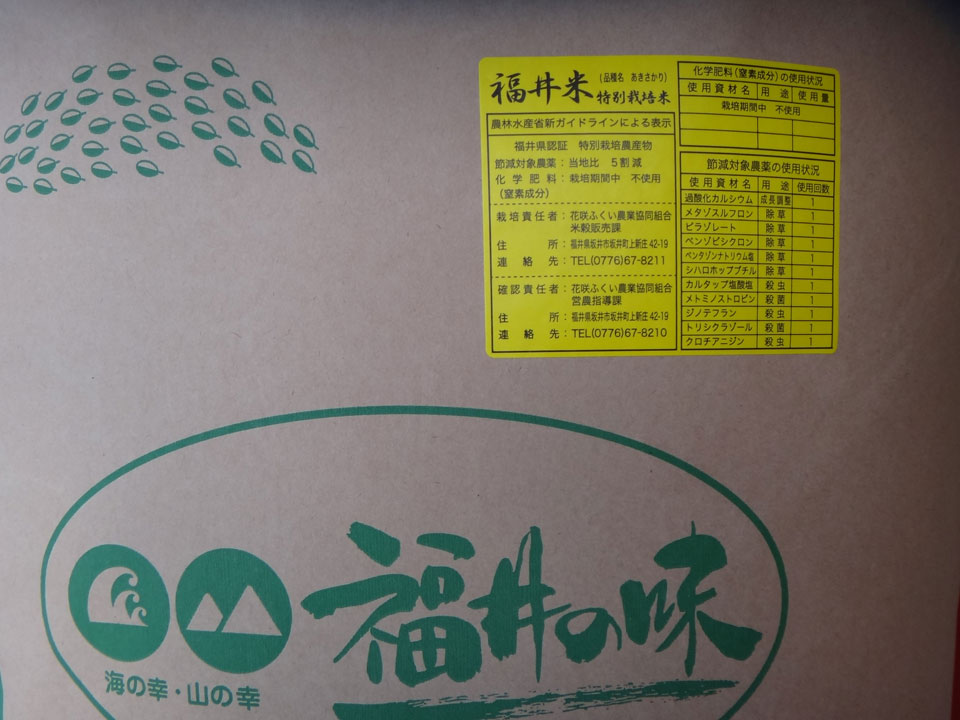 福井米
(品種名 あきさかり)
特別栽培米
農林水産省新ガイドラインによる表示
福井県認証 特別栽培農産物
節減対象農薬:当地比 5割減
化学肥料:栽培期間中 不使用
(窒素成分)
栽培責任者:花咲ふくい農業協同組合
米穀販売課
住所:福井県坂井市坂井町上新庄42-19
連絡先:TEL(0776)67-8211
確認責任者:花咲ふくい農業協同組合
営農指導課
住所:福井県坂井市坂井町上新庄42-19
連絡先:TEL(0776)67-8210
化学肥料(窒素成分)の使用状況
使用資材名 用途 使用量
栽培期間中 不使用
節減対象農薬の使用状況
使用資材名 用途 使用回数
過酸化カルシウム 成長調整 1
メタゾスルフロン 除草 1
ピラゾレート 除草 1
ベンゾビシクロン 除草 1
ベンタゾンナトリウム塩 除草 1
シハロホップブチル 除草 1
カルタップ塩酸塩 殺虫 1
メトミノストロビン 殺菌 1
ジノテフラン 殺虫 1
トリシクラゾール 殺菌 1
クロチアニジン 殺虫 1
福井の味
海の幸・山の幸